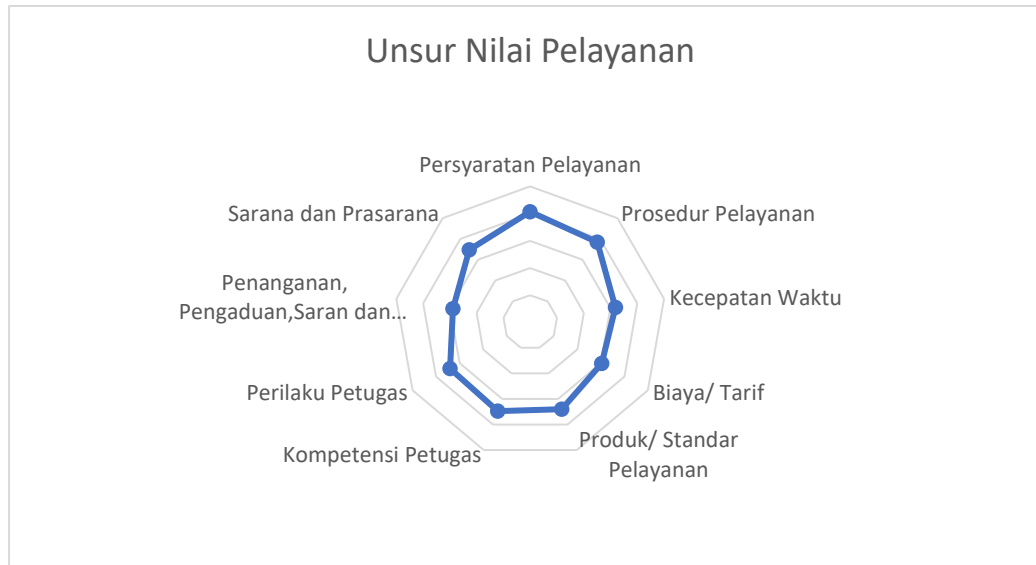 Unsur Nilai Pelayanan
Persyaratan Pelayanan
Prosedur Pelayanan
Kecepatan Waktu
Biaya/ Tarif
Produk/ Standar
Pelayanan
Kompetensi Petugas
Perilaku Petugas
Penanganan,
Pengaduan,Saran dan...
Sarana dan Prasarana